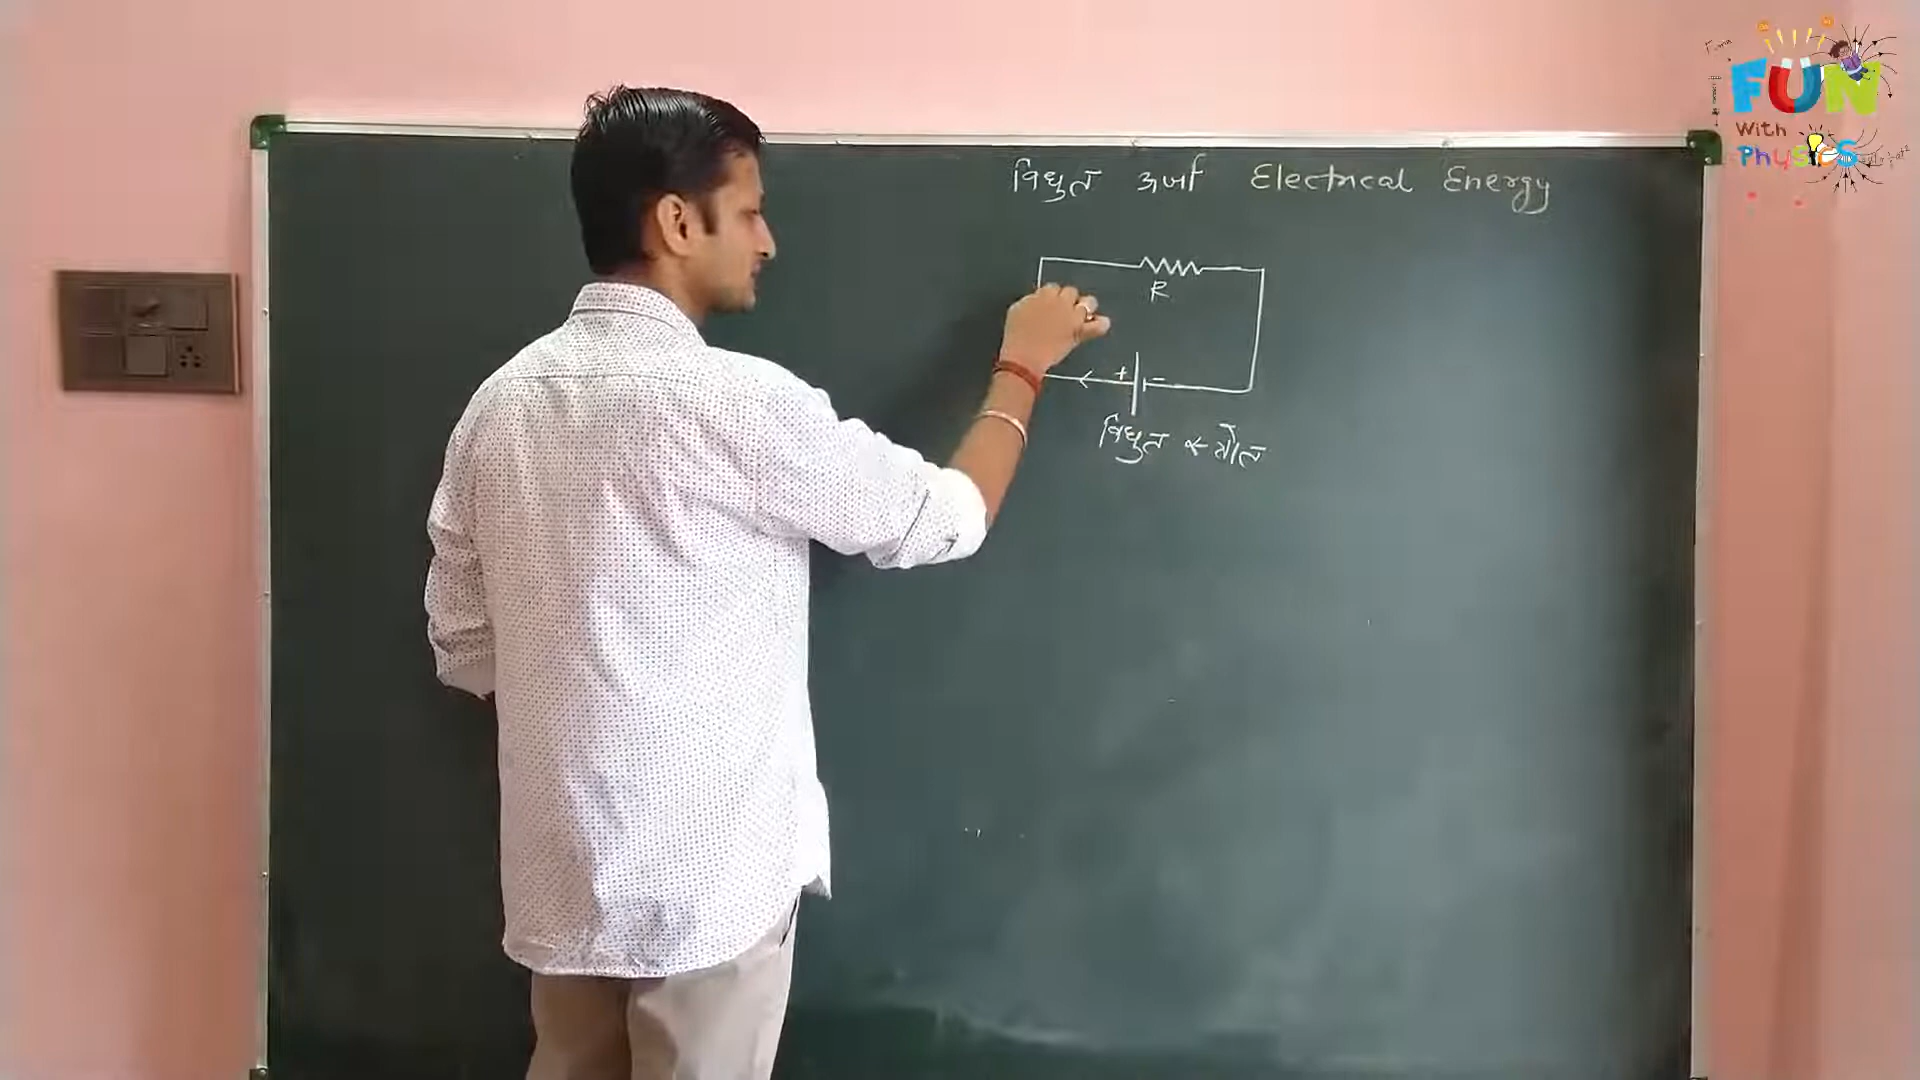 विधुत ऊर्जा Electrical Energy
R
+ -
विधुत स्त्रोत
FUN
With
Physics